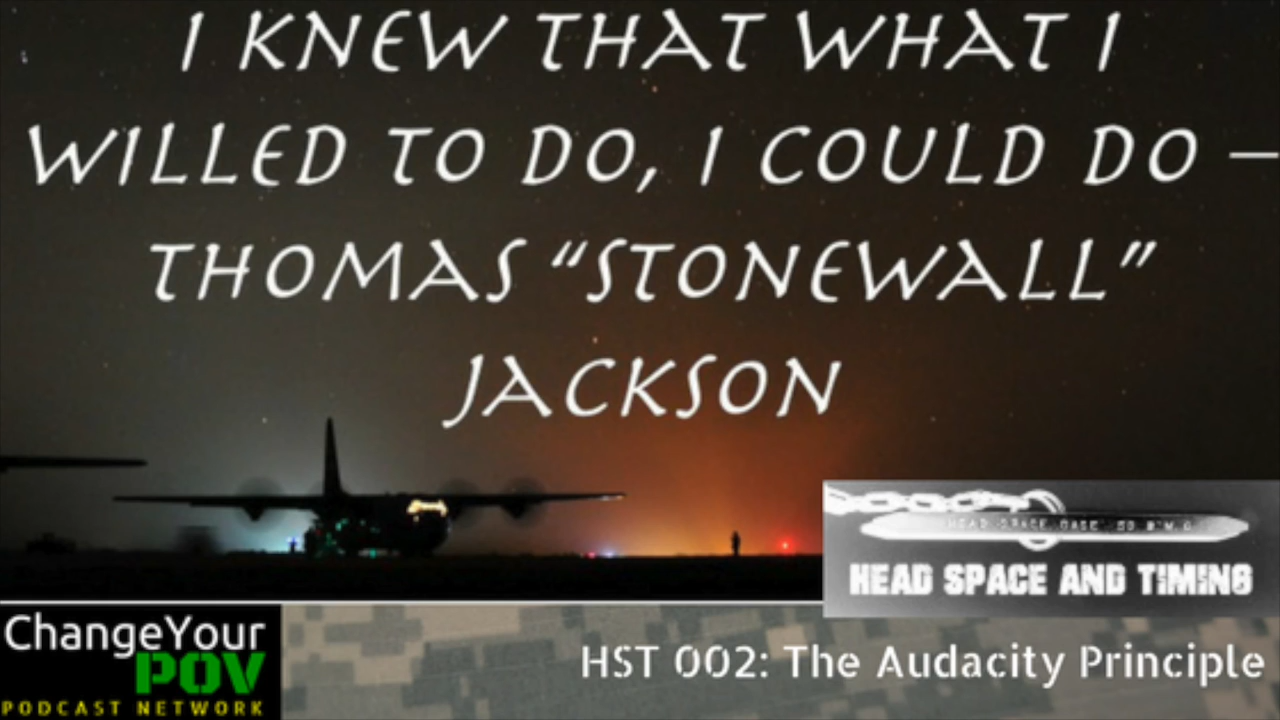 I KNEW THAT WHAT I
WILLED TO DO, I COULD DO –
THOMAS “STONEWALL”
JACKSON
HEAD SPACE AND TIMING
ChangeYour
POV
PODCAST NETWORK
HST 002: The Audacity Principle